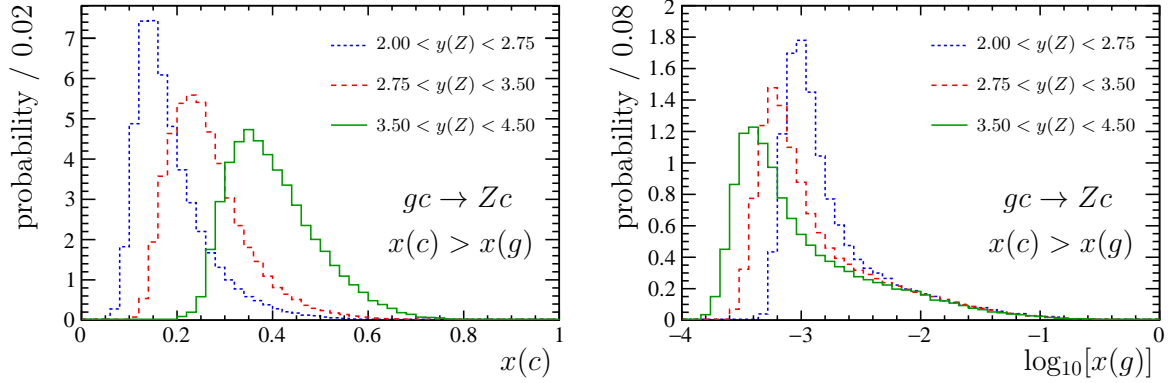 probability / 0.02
7
6
5
4
3
2
1
0
2.00 < y(Z) < 2.75
2.75 < y(Z) < 3.50
3.50 < y(Z) < 4.50
gc → Zc
x(c) > x(g)
0 0.2 0.4 0.6 0.8 1
x(c)
probability / 0.08
2
1.8
1.6
1.4
1.2
1
0.8
0.6
0.4
0.2
0
2.00 < y(Z) < 2.75
2.75 < y(Z) < 3.50
3.50 < y(Z) < 4.50
gc → Zc
x(c) > x(g)
−4 −3 −2 −1 0
log₁₀[x(g)]